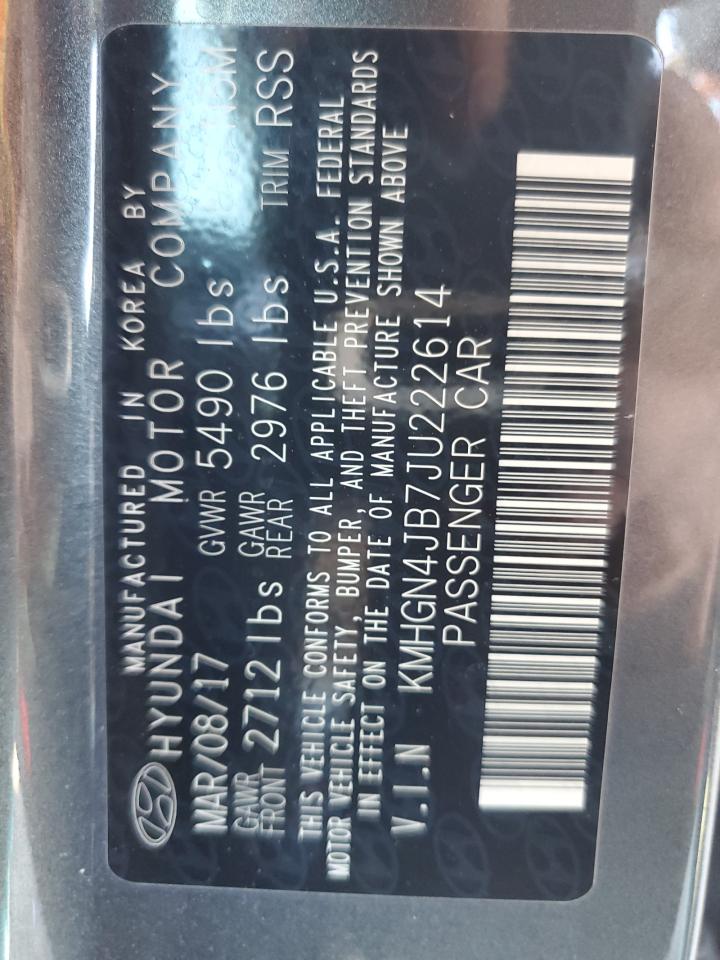 MANUFACTURED IN KOREA BY
HYUNDAI MOTOR COMPANY
MAR/08/17 GVWR 5490 lbs
GAWR FRONT 2712 lbs GAWR REAR 2976 lbs TRIM RSS
THIS VEHICLE CONFORMS TO ALL APPLICABLE U.S.A. FEDERAL
MOTOR VEHICLE SAFETY, BUMPER, AND THEFT PREVENTION STANDARDS
IN EFFECT ON THE DATE OF MANUFACTURE SHOWN ABOVE
V.I.N KMHGN4JB7JU222614
PASSENGER CAR